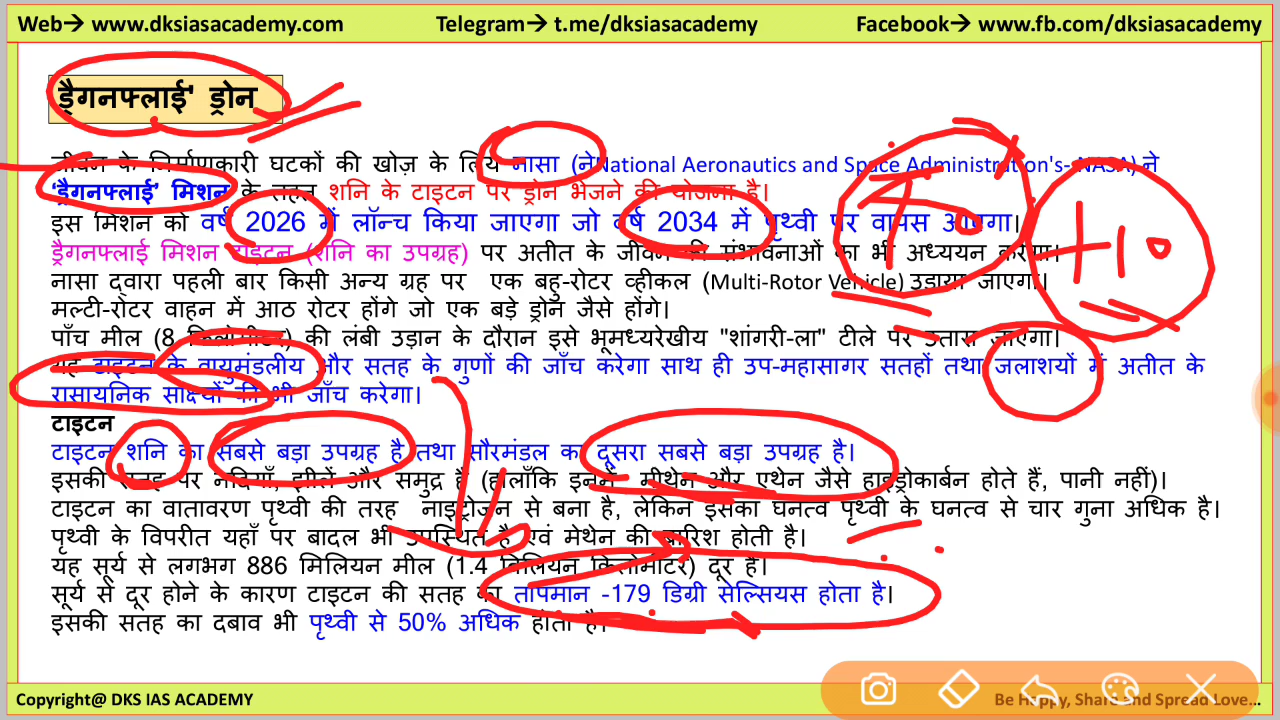 Web→ www.dksiasacademy.com Telegram→ t.me/dksiasacademy Facebook→ www.fb.com/dksiasacademy
ड्रैगनफ्लाई' ड्रोन
जीवन के निर्माणकारी घटकों की खोज़ के लिये नासा (नेNational Aeronautics and Space Administration's- NASA) ने
'ड्रैगनफ्लाई' मिशन के तहत शनि के टाइटन पर ड्रोन भेजने की योजना है।
इस मिशन को वर्ष 2026 में लॉन्च किया जाएगा जो वर्ष 2034 में पृथ्वी पर वापस आएगा।
ड्रैगनफ्लाई मिशन टाइटन (शनि का उपग्रह) पर अतीत के जीवन की संभावनाओं का भी अध्ययन करेगा।
नासा द्वारा पहली बार किसी अन्य ग्रह पर एक बहु-रोटर व्हीकल (Multi-Rotor Vehicle) उड़ाया जाएगा।
मल्टी-रोटर वाहन में आठ रोटर होंगे जो एक बड़े ड्रोन जैसे होंगे।
पाँच मील (8 किलोमीटर) की लंबी उड़ान के दौरान इसे भूमध्यरेखीय "शांगरी-ला" टीले पर उतारा जाएगा।
यह टाइटन के वायुमंडलीय और सतह के गुणों की जाँच करेगा साथ ही उप-महासागर सतहों तथा जलाशयों में अतीत के
रासायनिक साक्ष्यों की भी जाँच करेगा।
टाइटन
टाइटन शनि का सबसे बड़ा उपग्रह है तथा सौरमंडल का दूसरा सबसे बड़ा उपग्रह है।
इसकी सतह पर नदियाँ, झीलें और समुद्र हैं (हालाँकि इनमें मीथेन और एथेन जैसे हाइड्रोकार्बन होते हैं, पानी नहीं)।
टाइटन का वातावरण पृथ्वी की तरह नाइट्रोजन से बना है, लेकिन इसका घनत्व पृथ्वी के घनत्व से चार गुना अधिक है।
पृथ्वी के विपरीत यहाँ पर बादल भी उपस्थित है एवं मेथेन की बारिश होती है।
यह सूर्य से लगभग 886 मिलियन मील (1.4 बिलियन किलोमीटर) दूर है।
सूर्य से दूर होने के कारण टाइटन की सतह का तापमान -179 डिग्री सेल्सियस होता है।
इसकी सतह का दबाव भी पृथ्वी से 50% अधिक होता है।
Copyright@ DKS IAS ACADEMY Be Happy, Share and Spread Love...